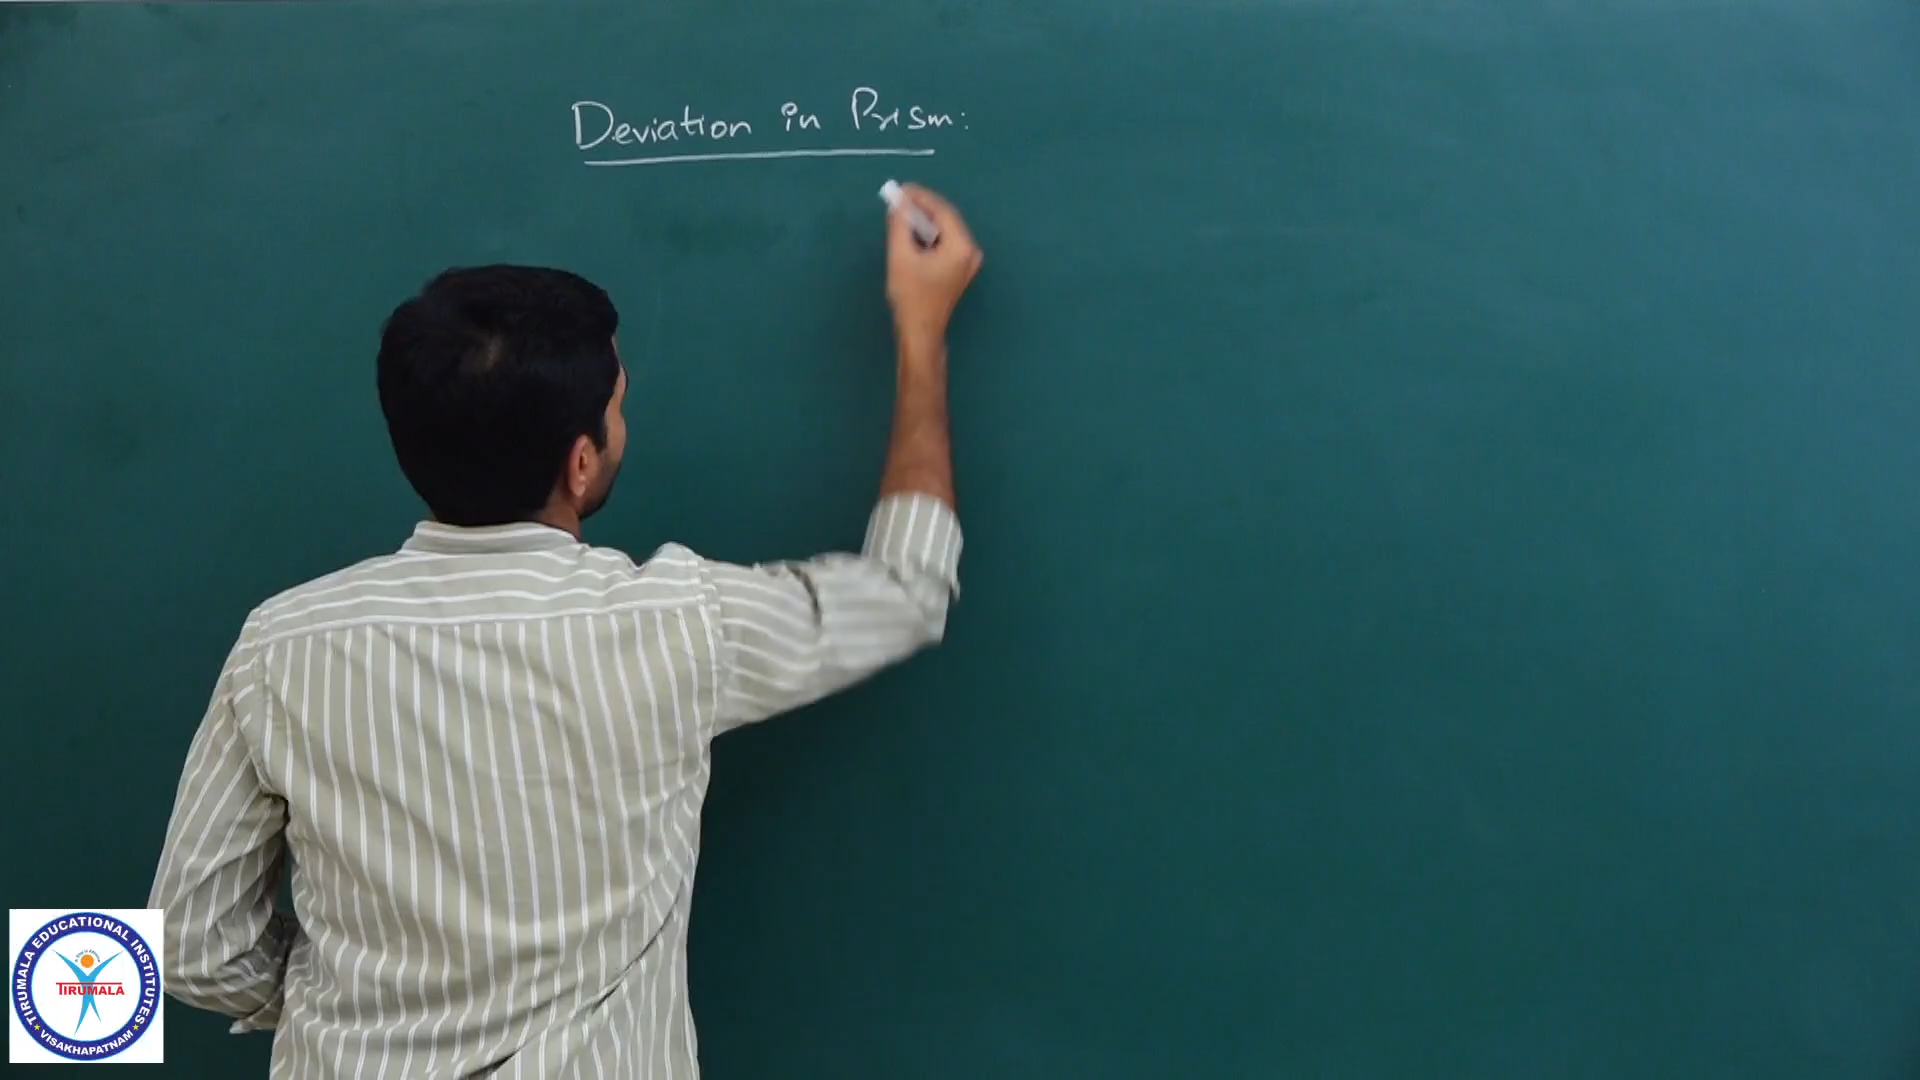 Deviation in Prism:
TIRUMALA EDUCATIONAL INSTITUTES
TIRUMALA
★ VISAKHAPATNAM ★